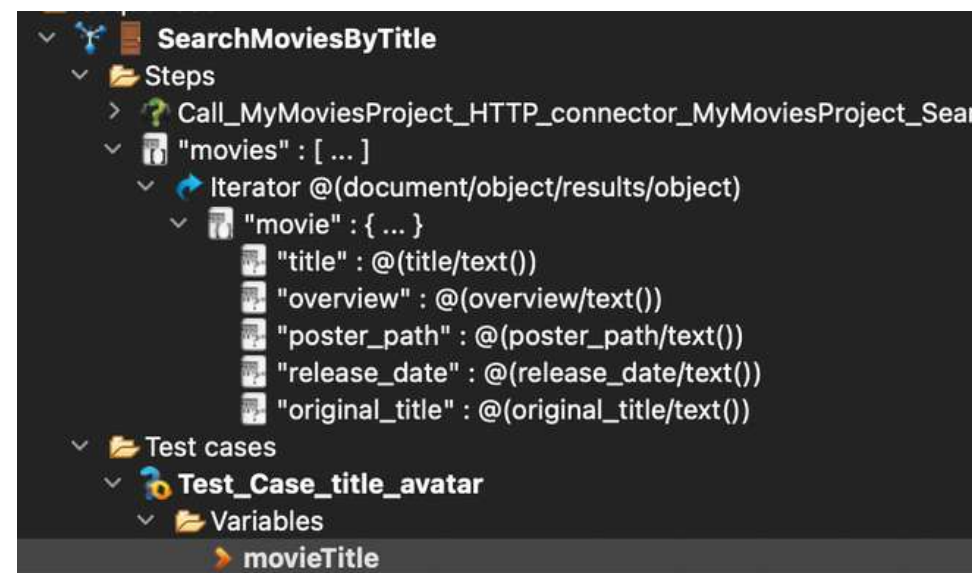 SearchMoviesByTitle
Steps
Call_MyMoviesProject_HTTP_connector_MyMoviesProject_Sear
"movies" : [ ... ]
Iterator @(document/object/results/object)
"movie" : { ... }
"title" : @(title/text())
"overview" : @(overview/text())
"poster_path" : @(poster_path/text())
"release_date" : @(release_date/text())
"original_title" : @(original_title/text())
Test cases
Test_Case_title_avatar
Variables
movieTitle